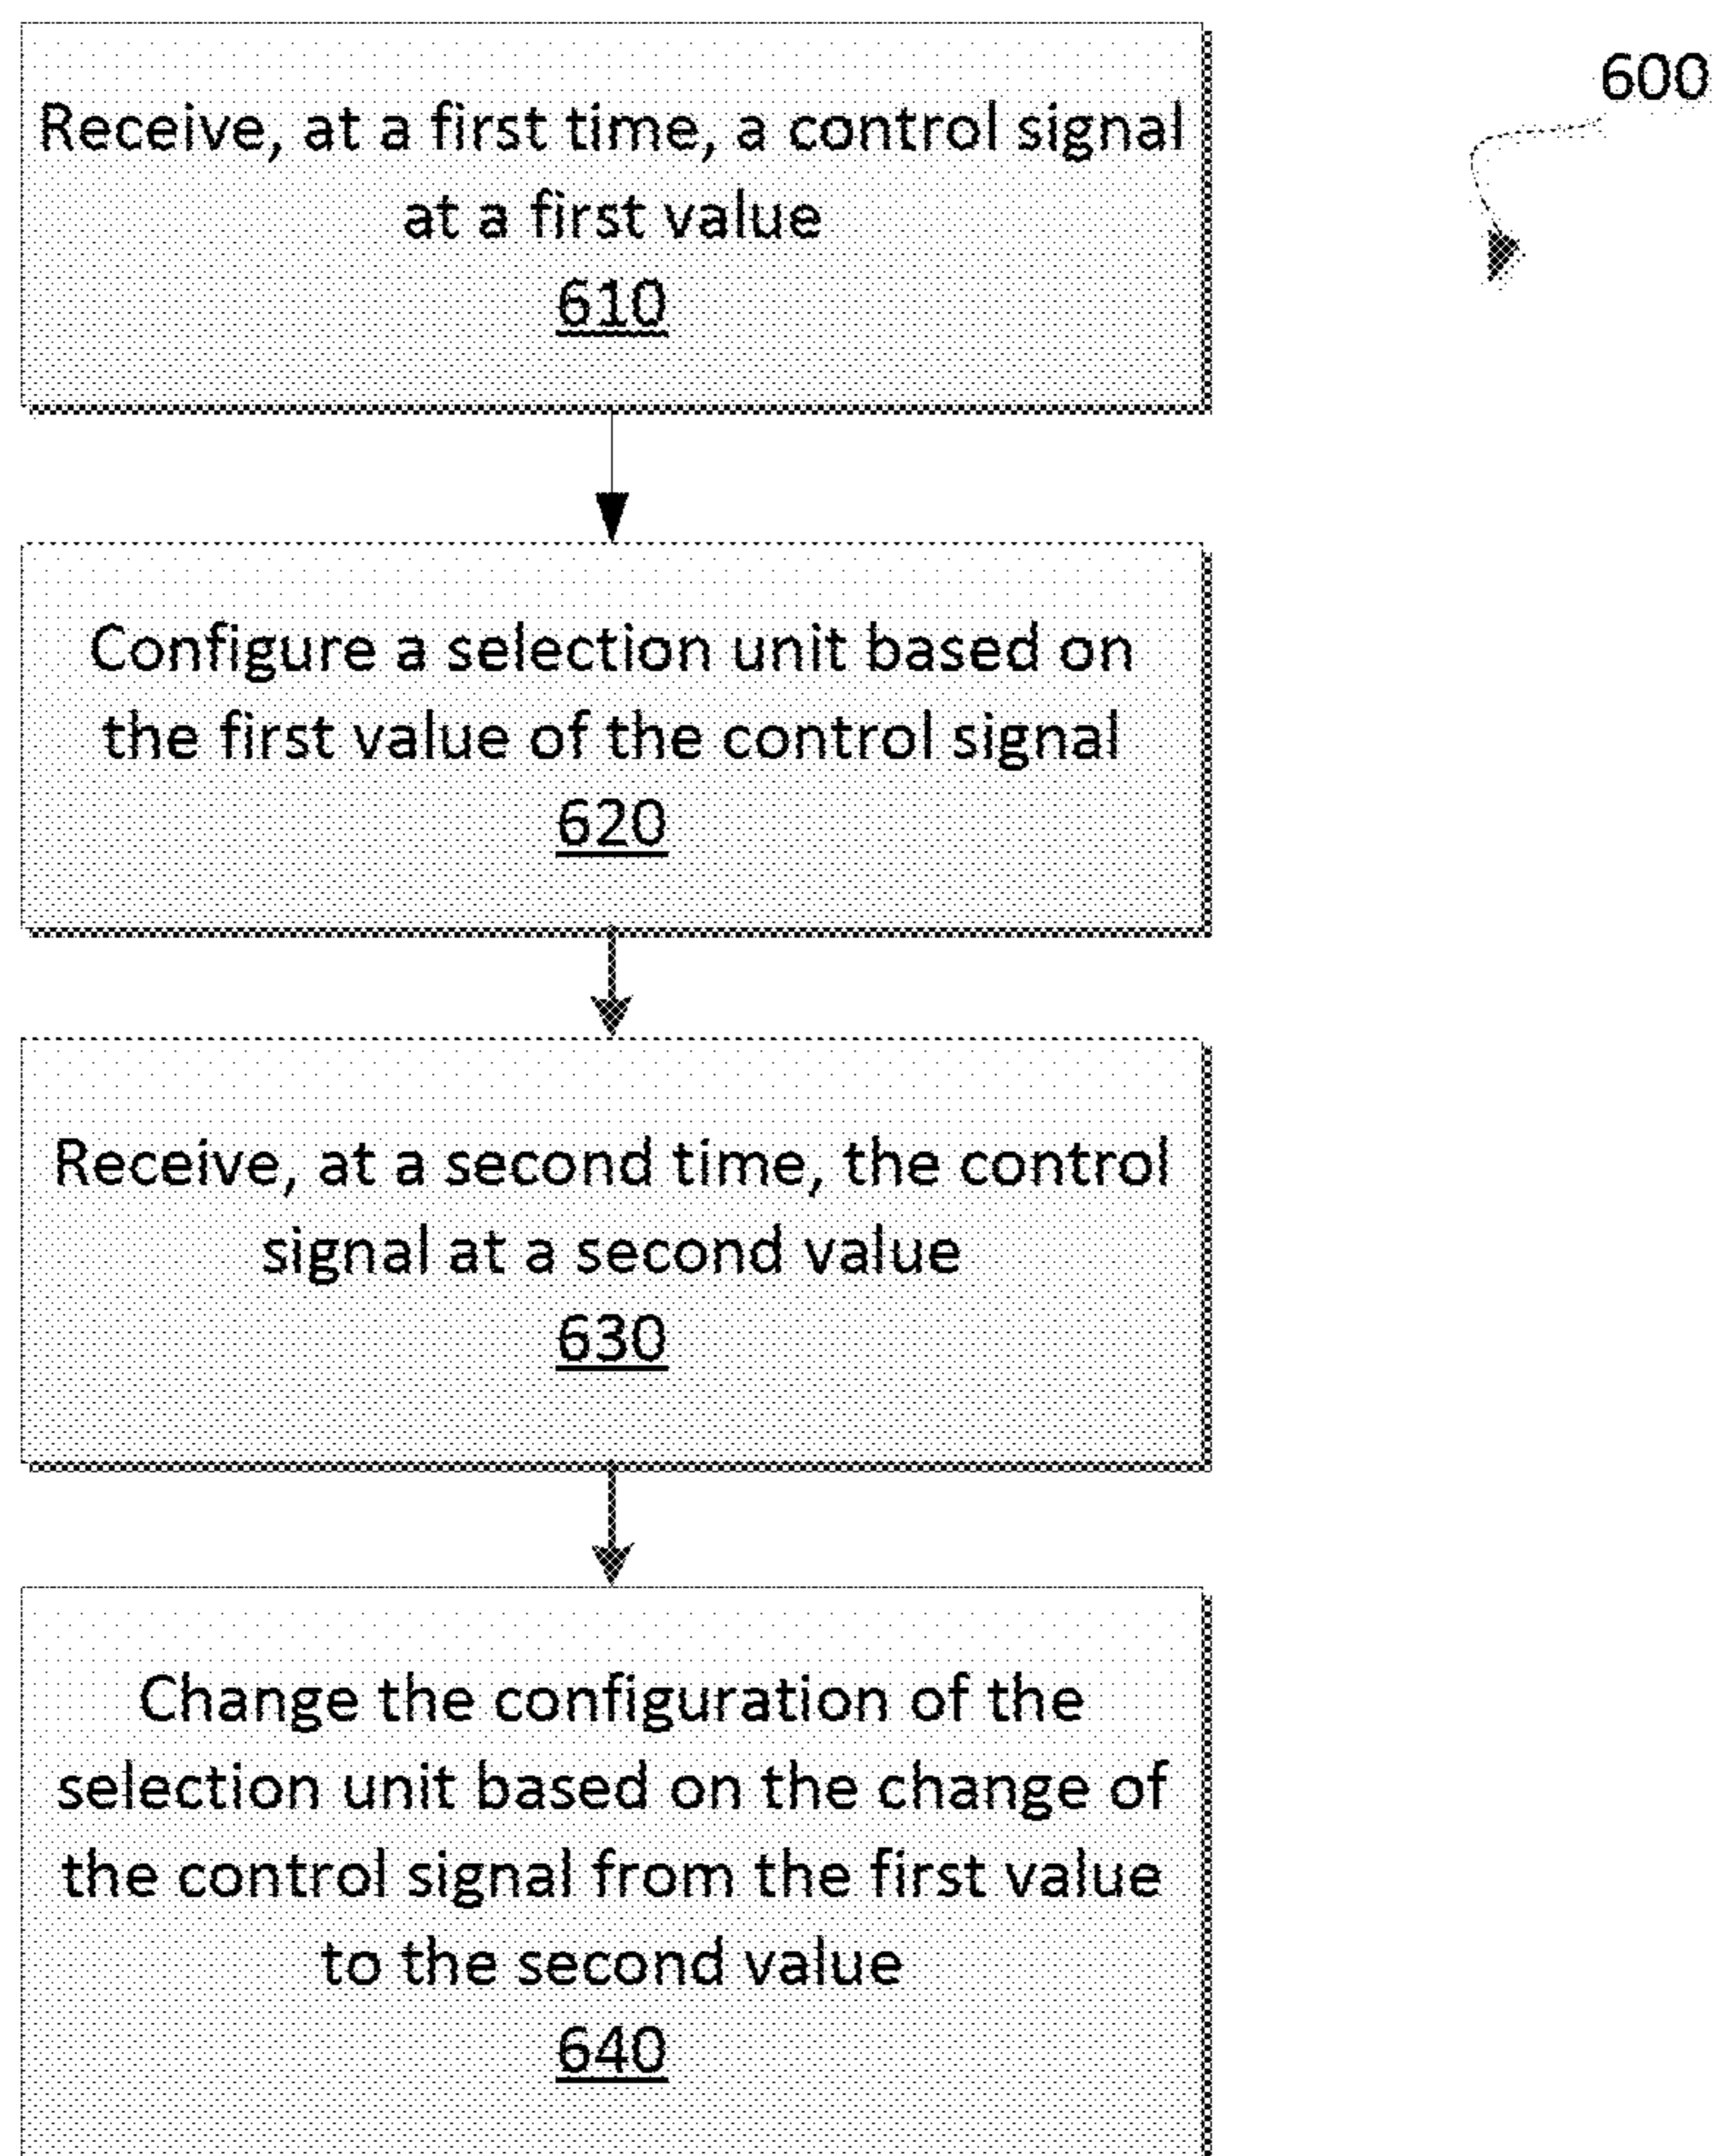 600
Receive, at a first time, a control signal
at a first value
610
Configure a selection unit based on
the first value of the control signal
620
Receive, at a second time, the control
signal at a second value
630
Change the configuration of the
selection unit based on the change of
the control signal from the first value
to the second value
640